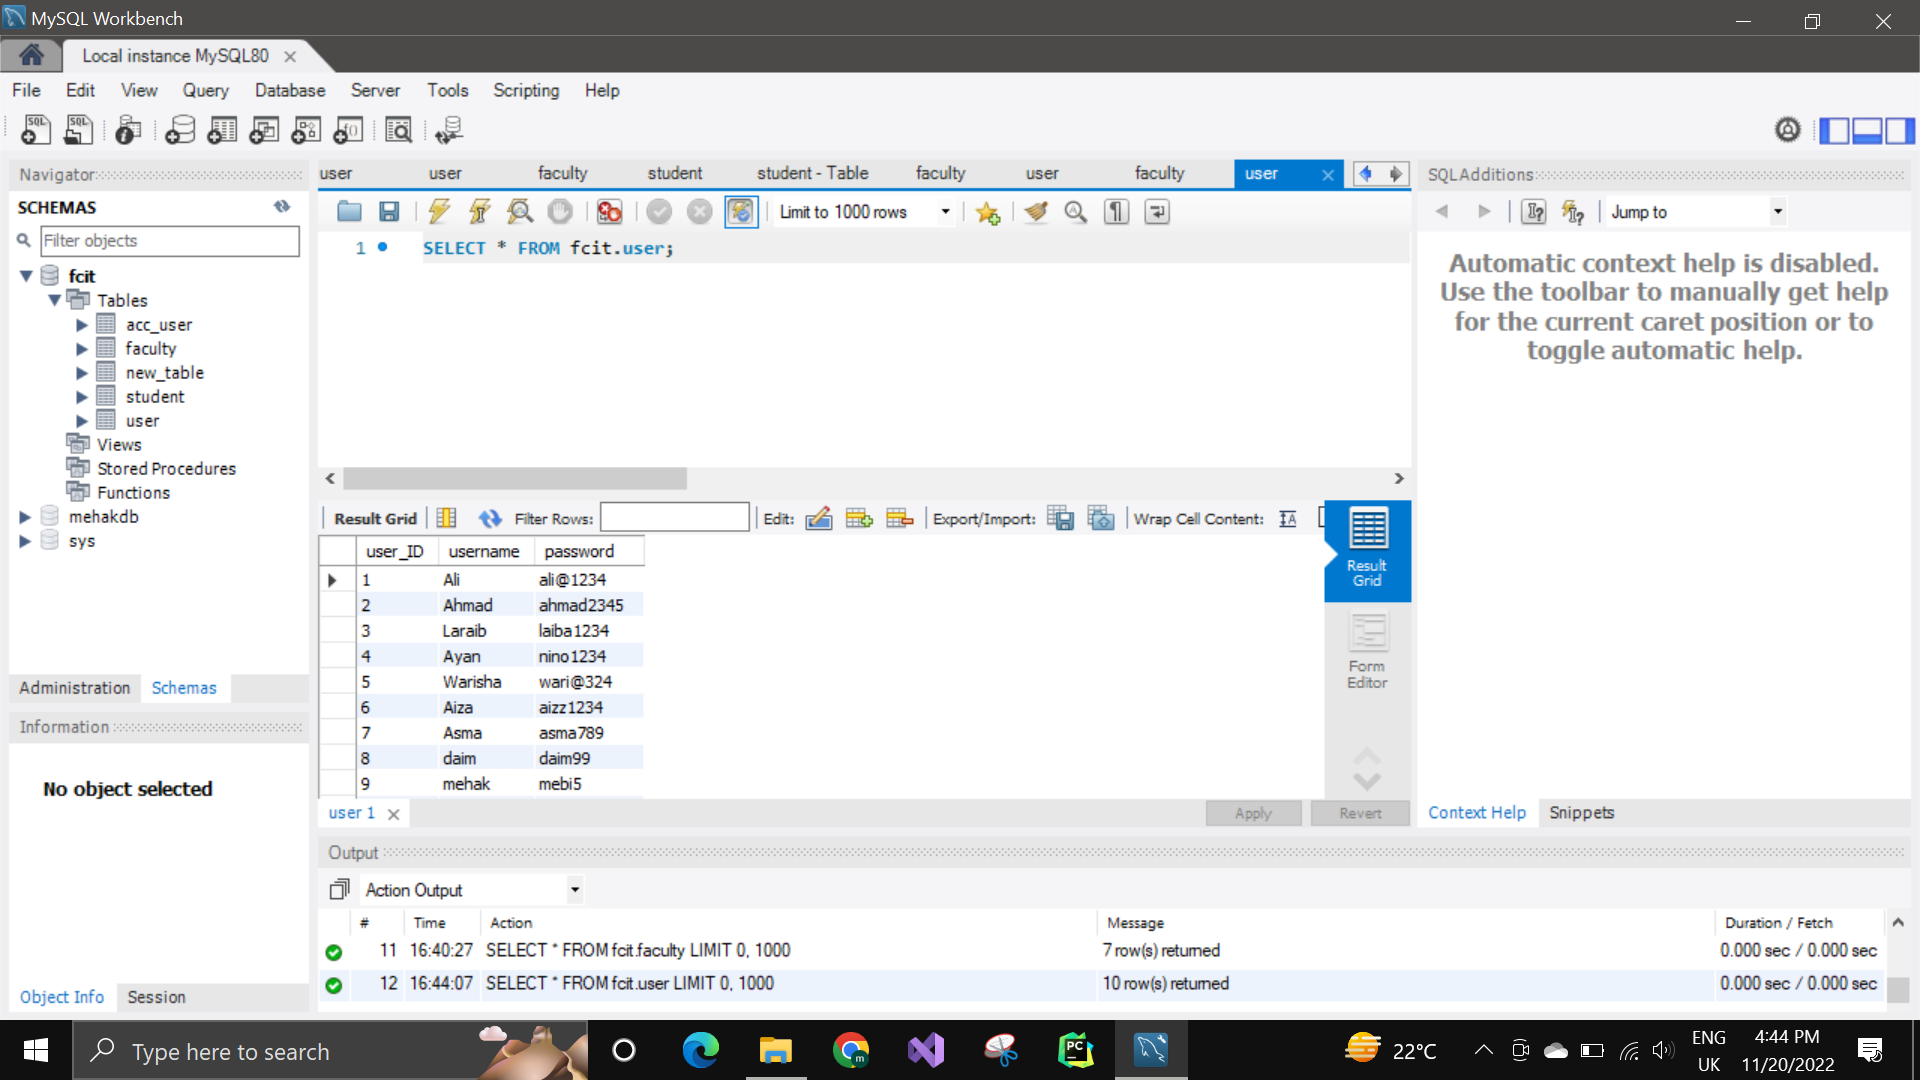 MySQL Workbench
Local instance MySQL80
File Edit View Query Database Server Tools Scripting Help
Navigator
SCHEMAS
Filter objects
fcit
Tables
acc_user
faculty
new_table
student
user
Views
Stored Procedures
Functions
mehakdb
sys
Administration Schemas
Information
No object selected
Object Info Session
user user faculty student student - Table faculty user faculty user
Limit to 1000 rows
1 SELECT * FROM fcit.user;
Result Grid Filter Rows: Edit: Export/Import: Wrap Cell Content:
user_ID username password
1 Ali ali@1234
2 Ahmad ahmad2345
3 Laraib laiba1234
4 Ayan nino1234
5 Warisha wari@324
6 Aiza aizz1234
7 Asma asma789
8 daim daim99
9 mehak mebi5
Result
Grid
Form
Editor
user 1 Apply Revert
SQLAdditions
Jump to
Automatic context help is disabled.
Use the toolbar to manually get help
for the current caret position or to
toggle automatic help.
Context Help Snippets
Output
Action Output
# Time Action Message Duration / Fetch
11 16:40:27 SELECT * FROM fcit.faculty LIMIT 0, 1000 7 row(s) returned 0.000 sec / 0.000 sec
12 16:44:07 SELECT * FROM fcit.user LIMIT 0, 1000 10 row(s) returned 0.000 sec / 0.000 sec
Type here to search
22°C
ENG
UK
4:44 PM
11/20/2022